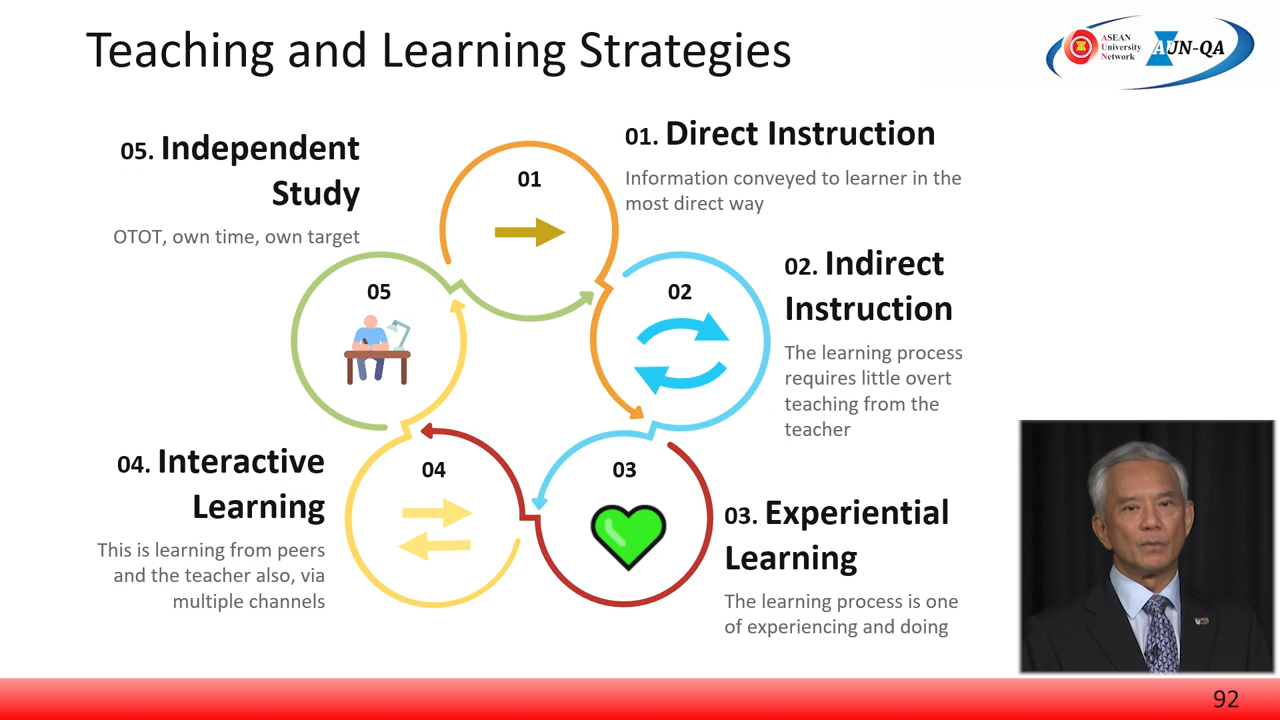 Teaching and Learning Strategies
ASEAN
University
Network
AUN-QA
01. Direct Instruction
Information conveyed to learner in the
most direct way
02. Indirect
Instruction
The learning process
requires little overt
teaching from the
teacher
03. Experiential
Learning
The learning process is one
of experiencing and doing
04. Interactive
Learning
This is learning from peers
and the teacher also, via
multiple channels
05. Independent
Study
OTOT, own time, own target
01
02
03
04
05
92